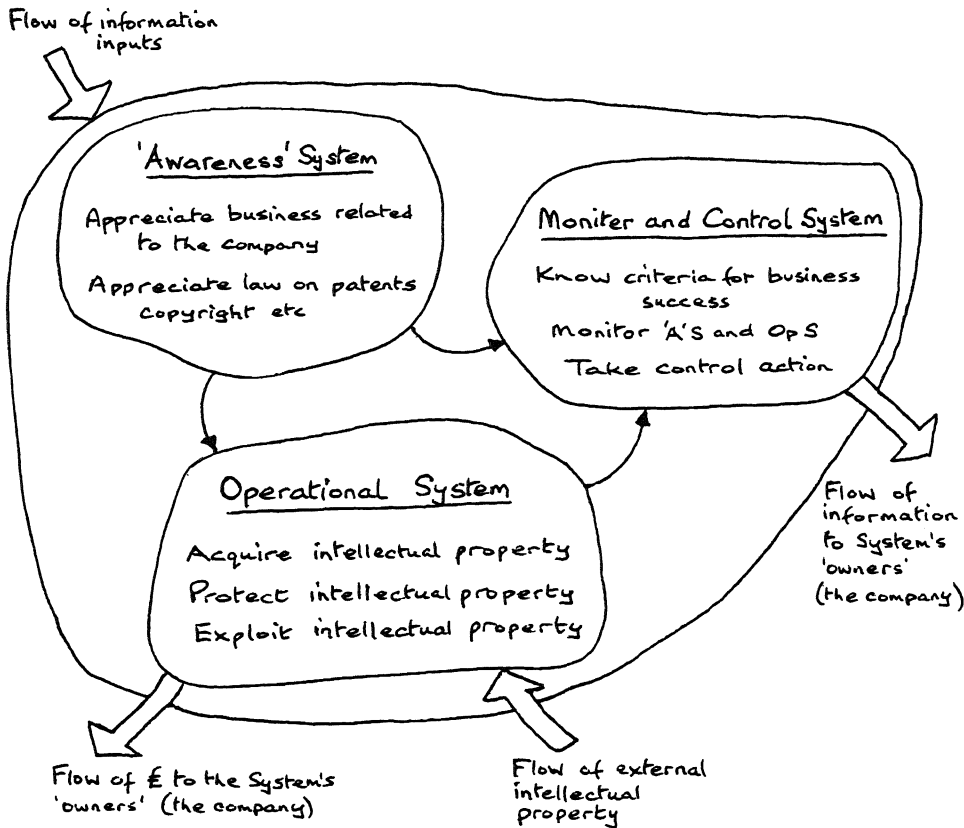 Flow of information
inputs
'Awareness' System
Appreciate business related
to the company
Appreciate law on patents
copyright etc
Moniter and Control System
Know criteria for business
success
Monitor 'A'S and OpS
Take control action
Operational System
Acquire intellectual property
Protect intellectual property
Exploit intellectual property
Flow of
information
to System's
'owners'
(the company)
Flow of £ to the System's
'owners' (the company)
Flow of external
intellectual
property